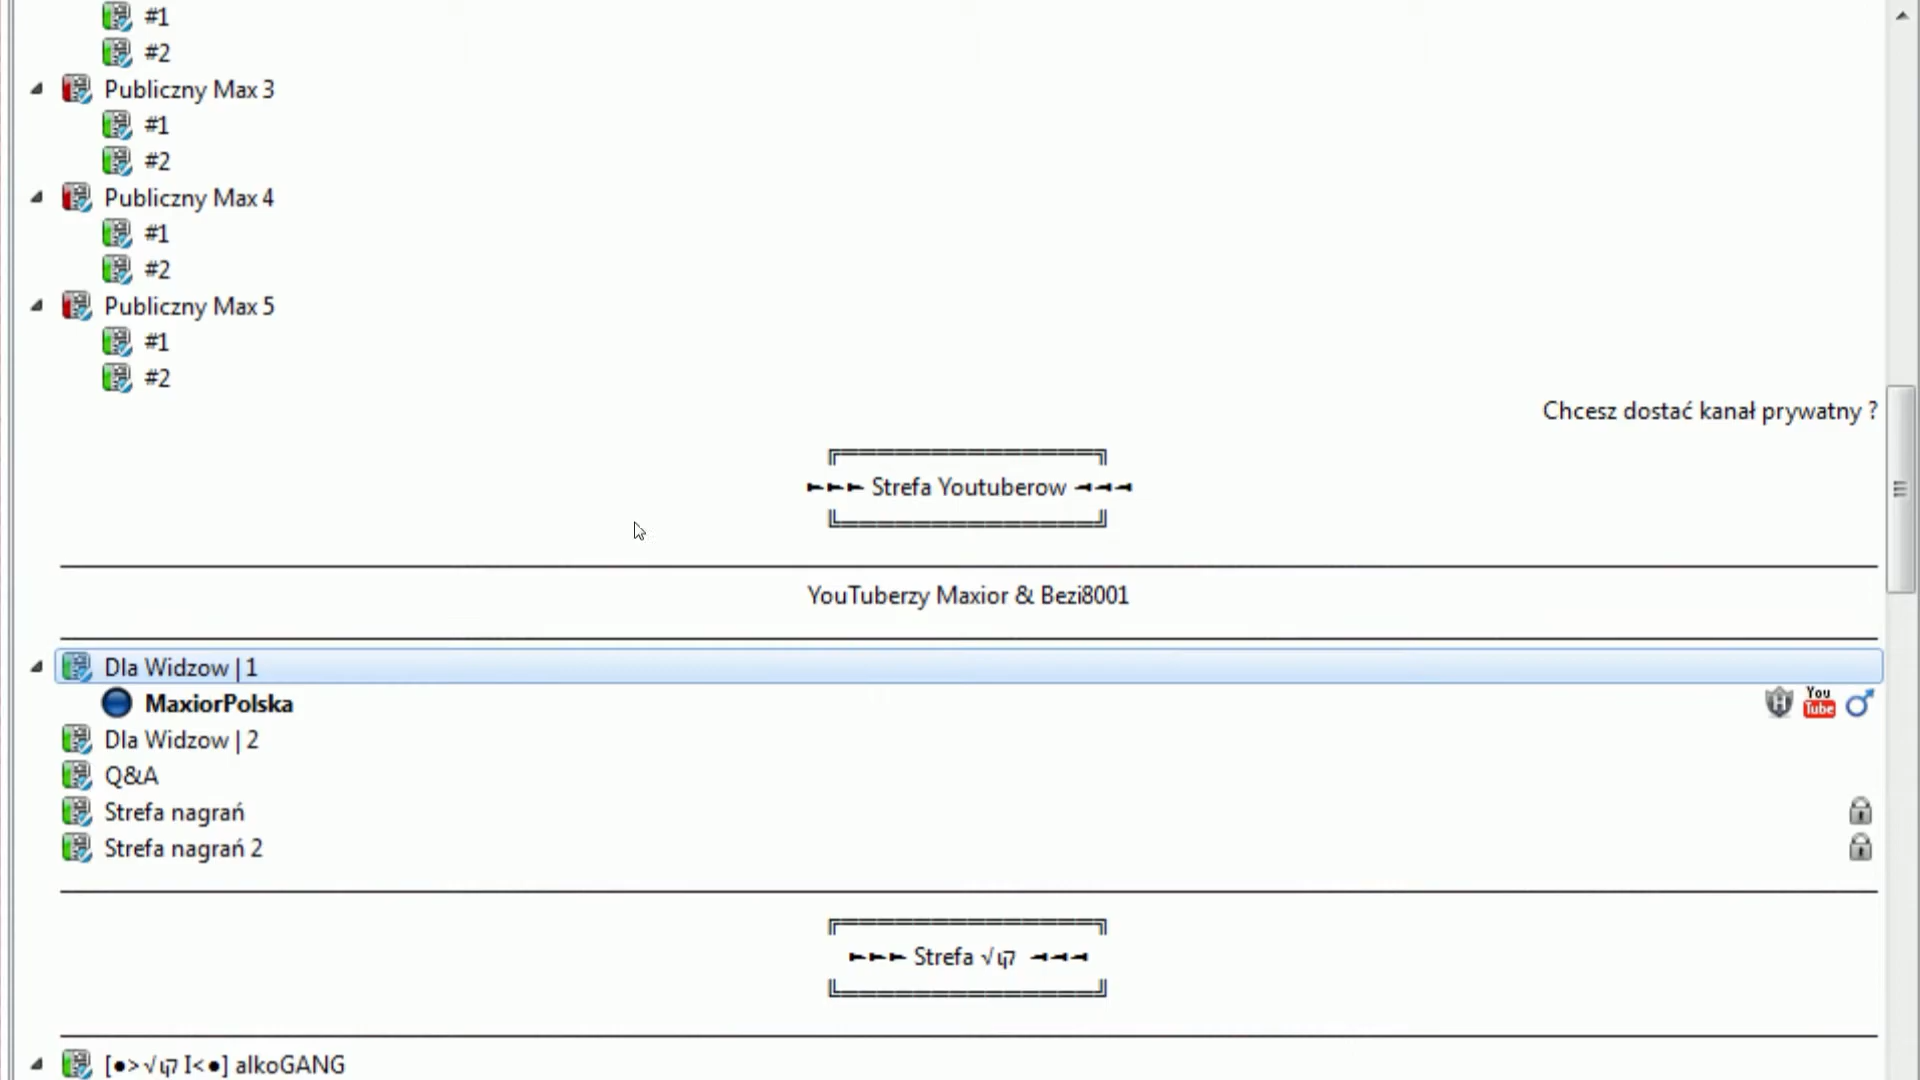 #1
#2
Publiczny Max 3
#1
#2
Publiczny Max 4
#1
#2
Publiczny Max 5
#1
#2
Chcesz dostać kanał prywatny ?
╔════════════════╗
Strefa Youtuberow
╚════════════════╝
YouTuberzy Maxior & Bezi8001
Dla Widzow | 1
MaxiorPolska
You Tube
Dla Widzow | 2
Q&A
Strefa nagrań
Strefa nagrań 2
╔════════════════╗
Strefa √קּ
╚════════════════╝
alkoGANG